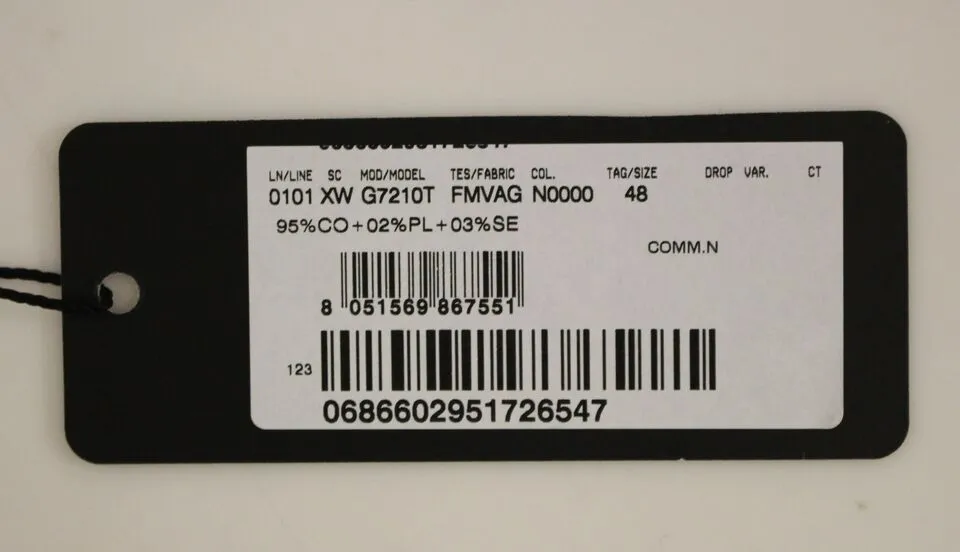 LN/LINE SC MOD/MODEL TES/FABRIC COL. TAG/SIZE DROP VAR. CT
0101 XW G7210T FMVAG N0000 48
95%CO+02%PL+03%SE
COMM.N
8 051569 867551
123
0686602951726547